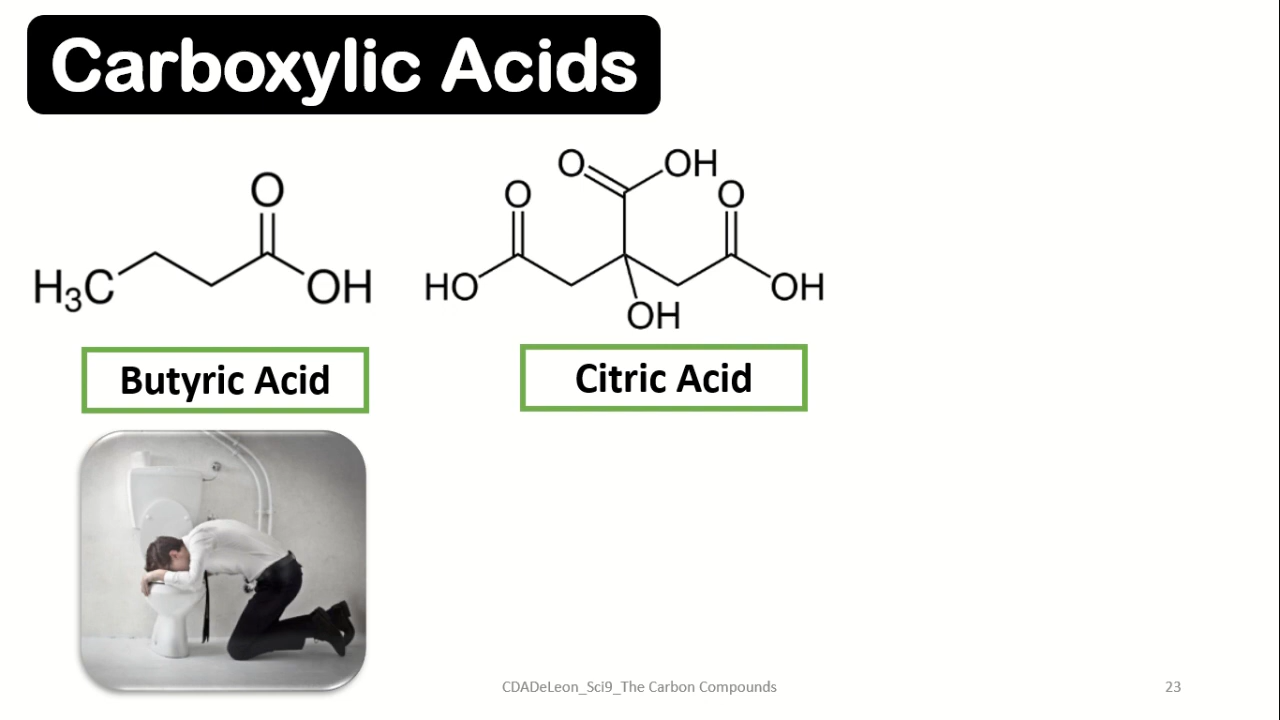 Carboxylic Acids
O
H₃C OH
Butyric Acid
O OH
O O
HO OH
OH
Citric Acid
CDADeLeon_Sci9_The Carbon Compounds
23